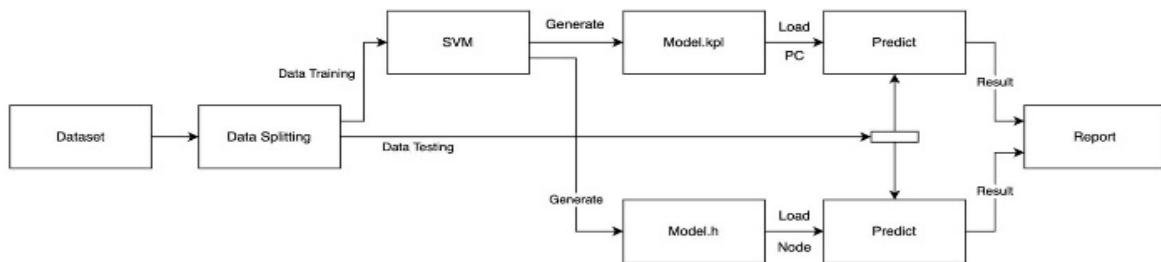 Generate
Load
SVM
Model.kpl
Predict
PC
Data Training
Result
Dataset
Data Splitting
Data Testing
Report
Generate
Load
Result
Model.h
Predict
Node